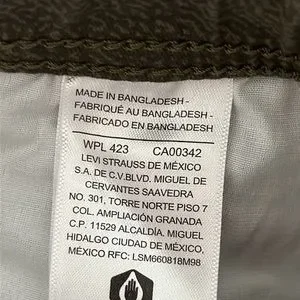 MADE IN BANGLADESH -
FABRIQUÉ AU BANGLADESH -
FABRICADO EN BANGLADESH
WPL 423 CA00342
LEVI STRAUSS DE MÉXICO
S.A. DE C.V.BLVD. MIGUEL DE
CERVANTES SAAVEDRA
NO. 301, TORRE NORTE PISO 7
COL. AMPLIACIÓN GRANADA
C.P. 11529 ALCALDÍA. MIGUEL
HIDALGO CIUDAD DE MÉXICO,
MÉXICO RFC: LSM660818M98